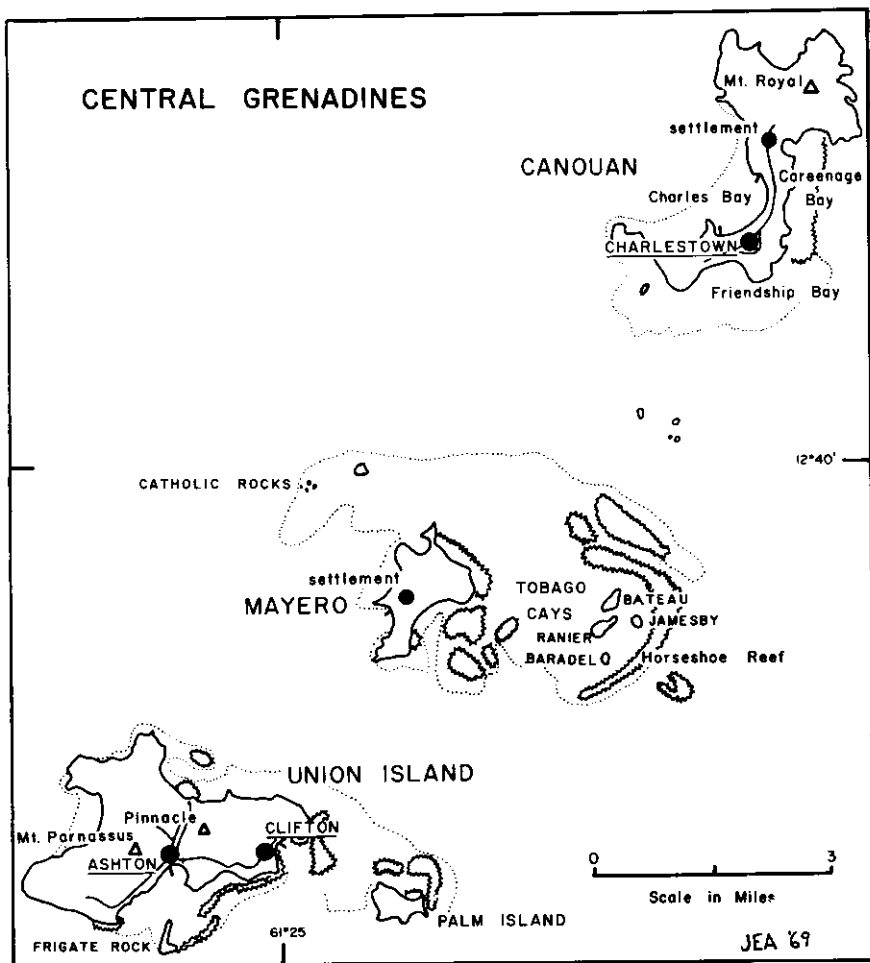 CENTRAL GRENADINES
Mt. Royal
settlement
CANOUAN
Careenage
Bay
Charles Bay
CHARLESTOWN
Friendship Bay
12°40'
CATHOLIC ROCKS
settlement
MAYERO
TOBAGO
CAYS
BATEAU
JAMESBY
RANIER
BARADEL
Horseshoe Reef
UNION ISLAND
Pinnacle
CLIFTON
Mt. Parnassus
ASHTON
PALM ISLAND
FRIGATE ROCK
61°25
0 3
Scale in Miles
JEA '69